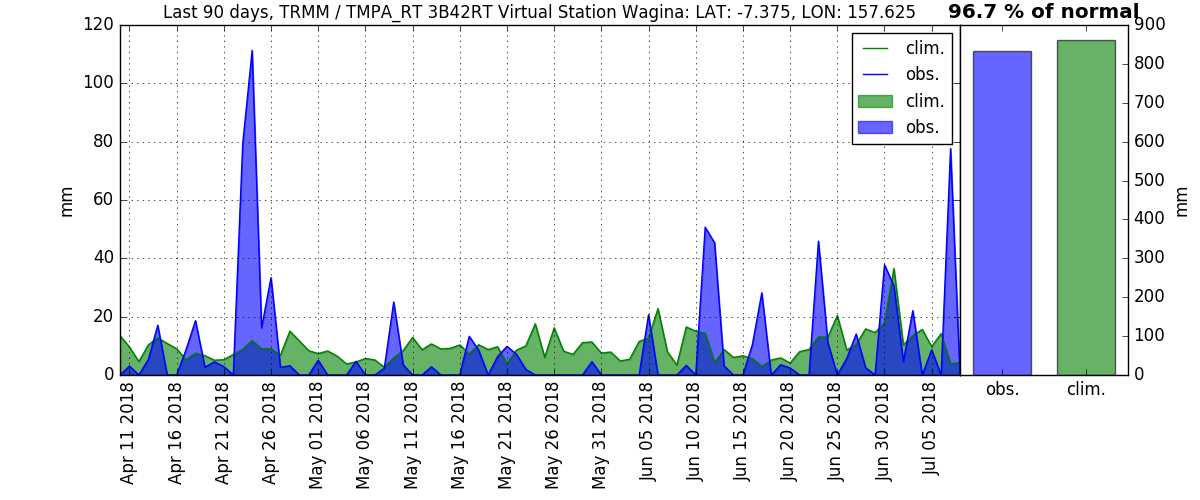 Last 90 days, TRMM / TMPA_RT 3B42RT Virtual Station Wagina: LAT: -7.375, LON: 157.625
96.7 % of normal
mm
120
100
80
60
40
20
0
clim.
obs.
clim.
obs.
Apr 11 2018
Apr 16 2018
Apr 21 2018
Apr 26 2018
May 01 2018
May 06 2018
May 11 2018
May 16 2018
May 21 2018
May 26 2018
May 31 2018
Jun 05 2018
Jun 10 2018
Jun 15 2018
Jun 20 2018
Jun 25 2018
Jun 30 2018
Jul 05 2018
900
800
700
600
500
400
300
200
100
0
mm
obs.
clim.